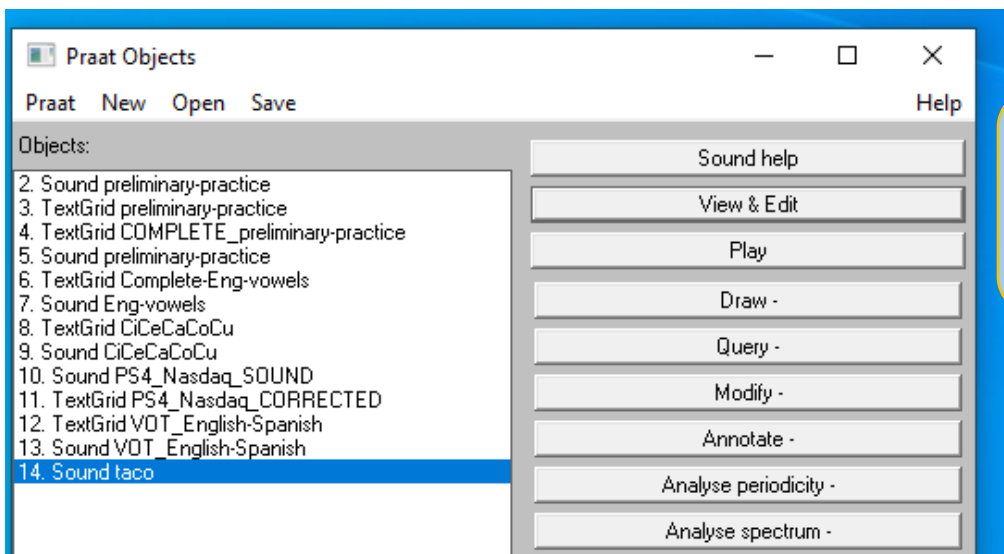 Praat Objects
Praat New Open Save Help
Objects:
2. Sound preliminary-practice
3. TextGrid preliminary-practice
4. TextGrid COMPLETE_preliminary-practice
5. Sound preliminary-practice
6. TextGrid Complete-Eng-vowels
7. Sound Eng-vowels
8. TextGrid CiCeCaCoCu
9. Sound CiCeCaCoCu
10. Sound PS4_Nasdaq_SOUND
11. TextGrid PS4_Nasdaq_CORRECTED
12. TextGrid VOT_English-Spanish
13. Sound VOT_English-Spanish
14. Sound taco
Sound help
View & Edit
Play
Draw -
Query -
Modify -
Annotate -
Analyse periodicity -
Analyse spectrum -